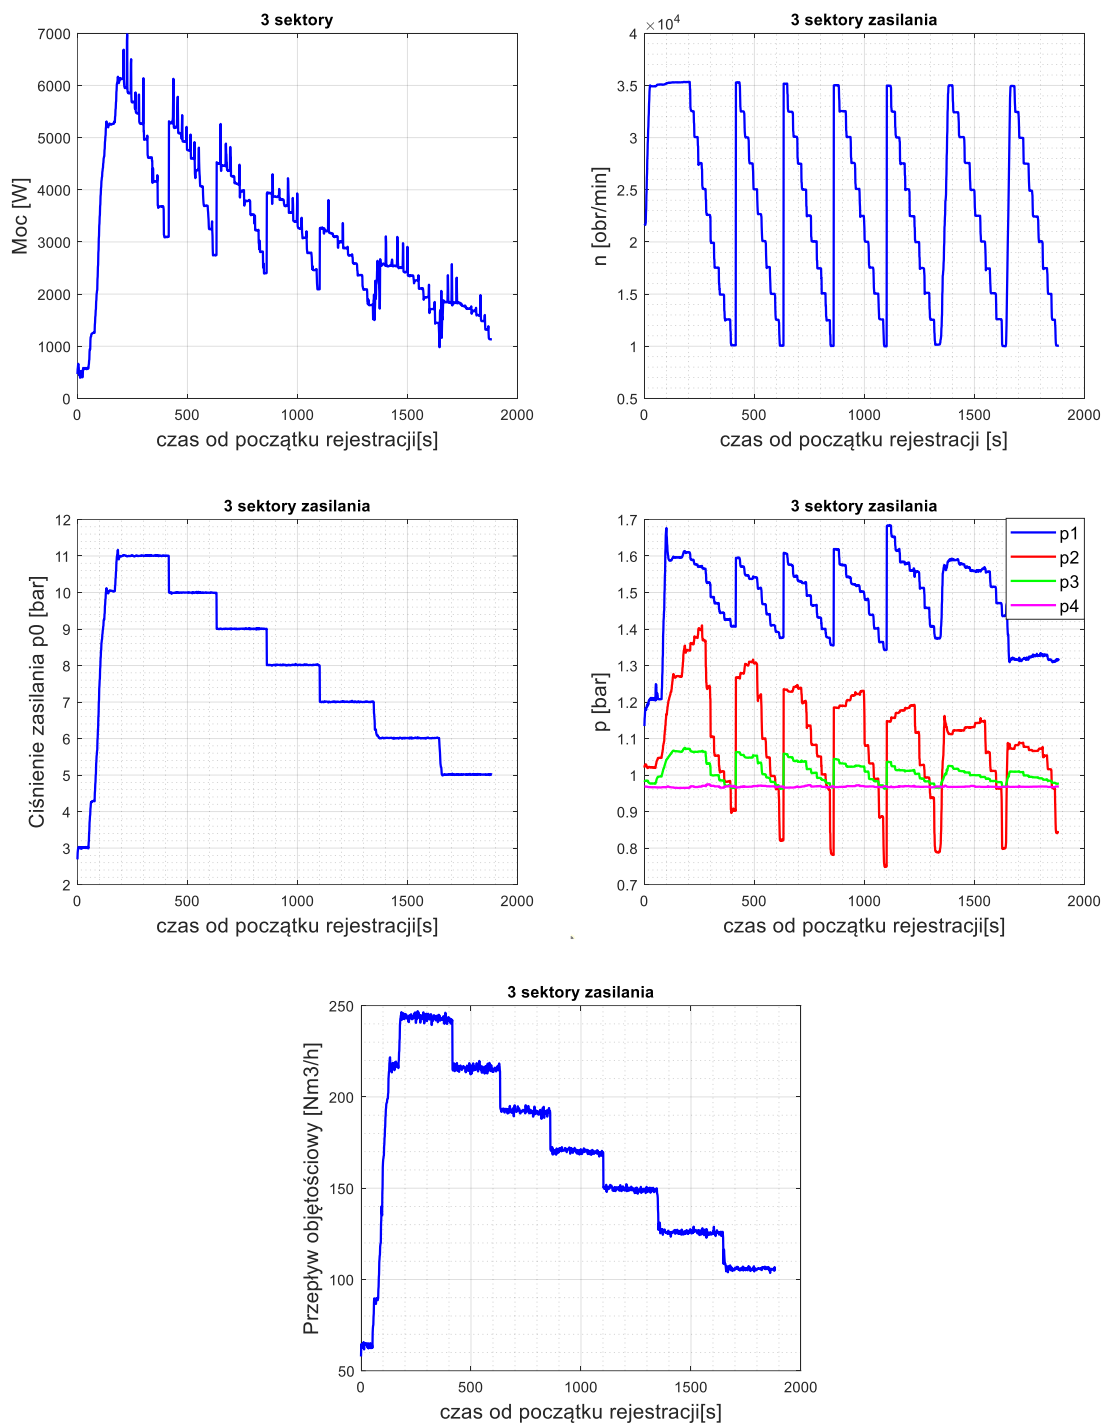 3 sektory
7000
6000
5000
4000
3000
2000
1000
0
Moc [W]
0 500 1000 1500 2000
czas od początku rejestracji[s]
3 sektory zasilania
×10^4
4
3.5
3
2.5
2
1.5
1
0.5
n [obr/min]
0 500 1000 1500 2000
czas od początku rejestracji [s]
3 sektory zasilania
12
11
10
9
8
7
6
5
4
3
2
Ciśnienie zasilania p0 [bar]
0 500 1000 1500 2000
czas od początku rejestracji[s]
3 sektory zasilania
1.7
1.6
1.5
1.4
1.3
1.2
1.1
1
0.9
0.8
0.7
p [bar]
p1
p2
p3
p4
0 500 1000 1500 2000
czas od początku rejestracji[s]
3 sektory zasilania
250
200
150
100
50
Przepływ objętościowy [Nm3/h]
0 500 1000 1500 2000
czas od początku rejestracji[s]